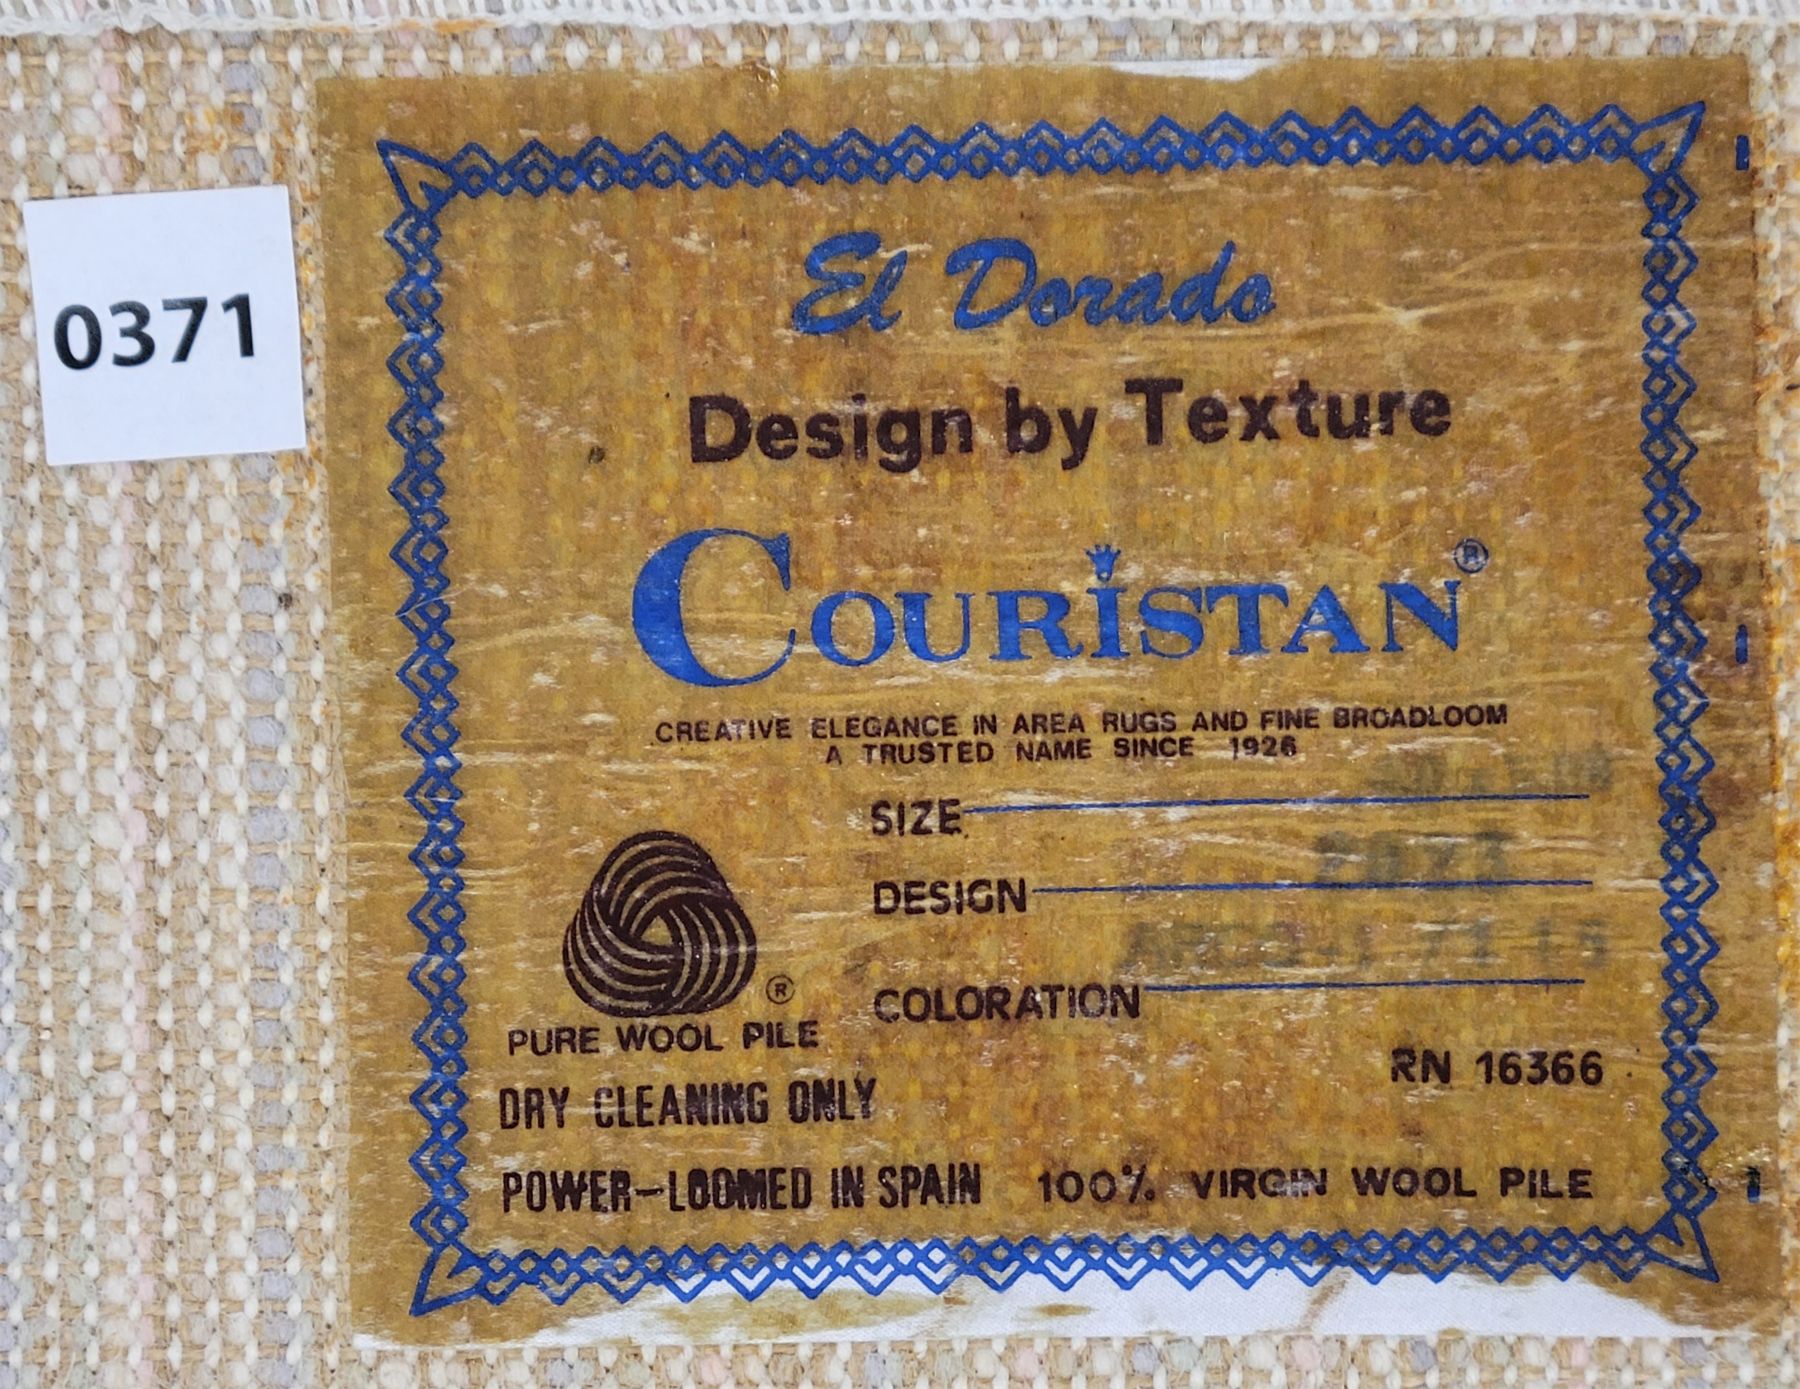 0371
El Dorado
Design by Texture
COURISTAN®
CREATIVE ELEGANCE IN AREA RUGS AND FINE BROADLOOM
A TRUSTED NAME SINCE 1926
SIZE
DESIGN
COLORATION
®
PURE WOOL PILE
RN 16366
DRY CLEANING ONLY
POWER-LOOMED IN SPAIN 100% VIRGIN WOOL PILE